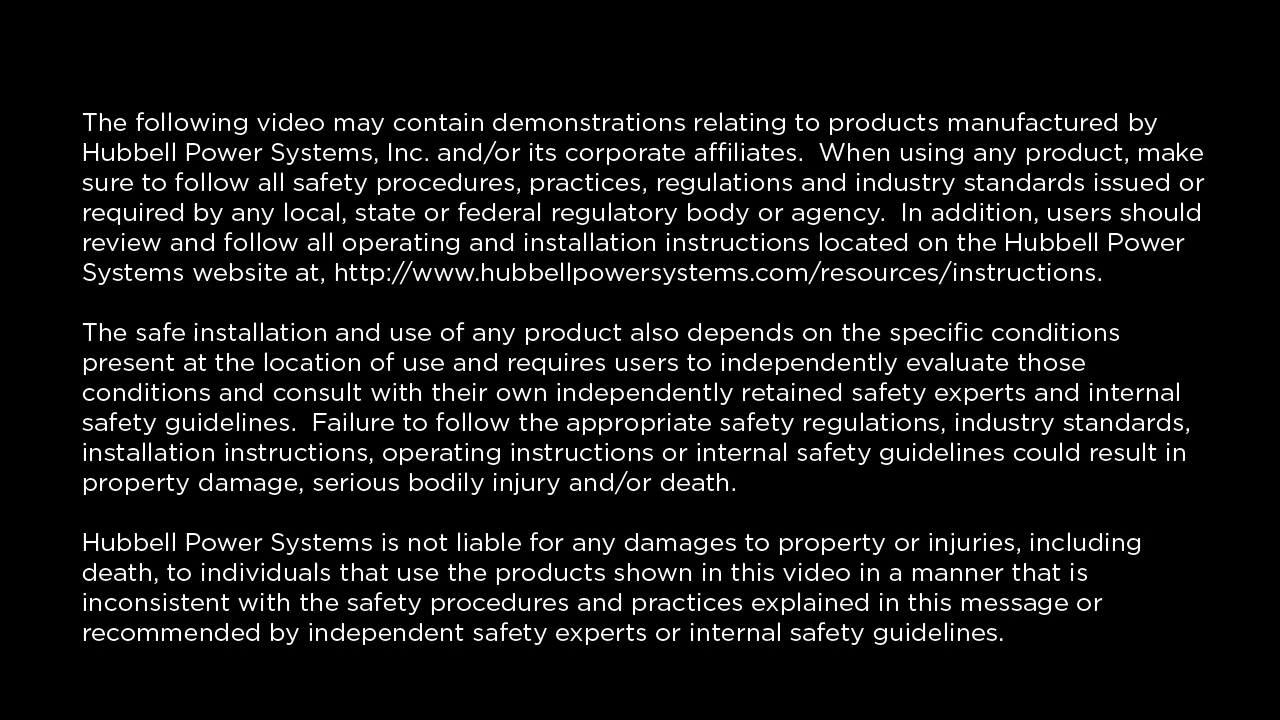 The following video may contain demonstrations relating to products manufactured by
Hubbell Power Systems, Inc. and/or its corporate affiliates.  When using any product, make
sure to follow all safety procedures, practices, regulations and industry standards issued or
required by any local, state or federal regulatory body or agency.  In addition, users should
review and follow all operating and installation instructions located on the Hubbell Power
Systems website at, http://www.hubbellpowersystems.com/resources/instructions.
The safe installation and use of any product also depends on the specific conditions
present at the location of use and requires users to independently evaluate those
conditions and consult with their own independently retained safety experts and internal
safety guidelines.  Failure to follow the appropriate safety regulations, industry standards,
installation instructions, operating instructions or internal safety guidelines could result in
property damage, serious bodily injury and/or death.
Hubbell Power Systems is not liable for any damages to property or injuries, including
death, to individuals that use the products shown in this video in a manner that is
inconsistent with the safety procedures and practices explained in this message or
recommended by independent safety experts or internal safety guidelines.